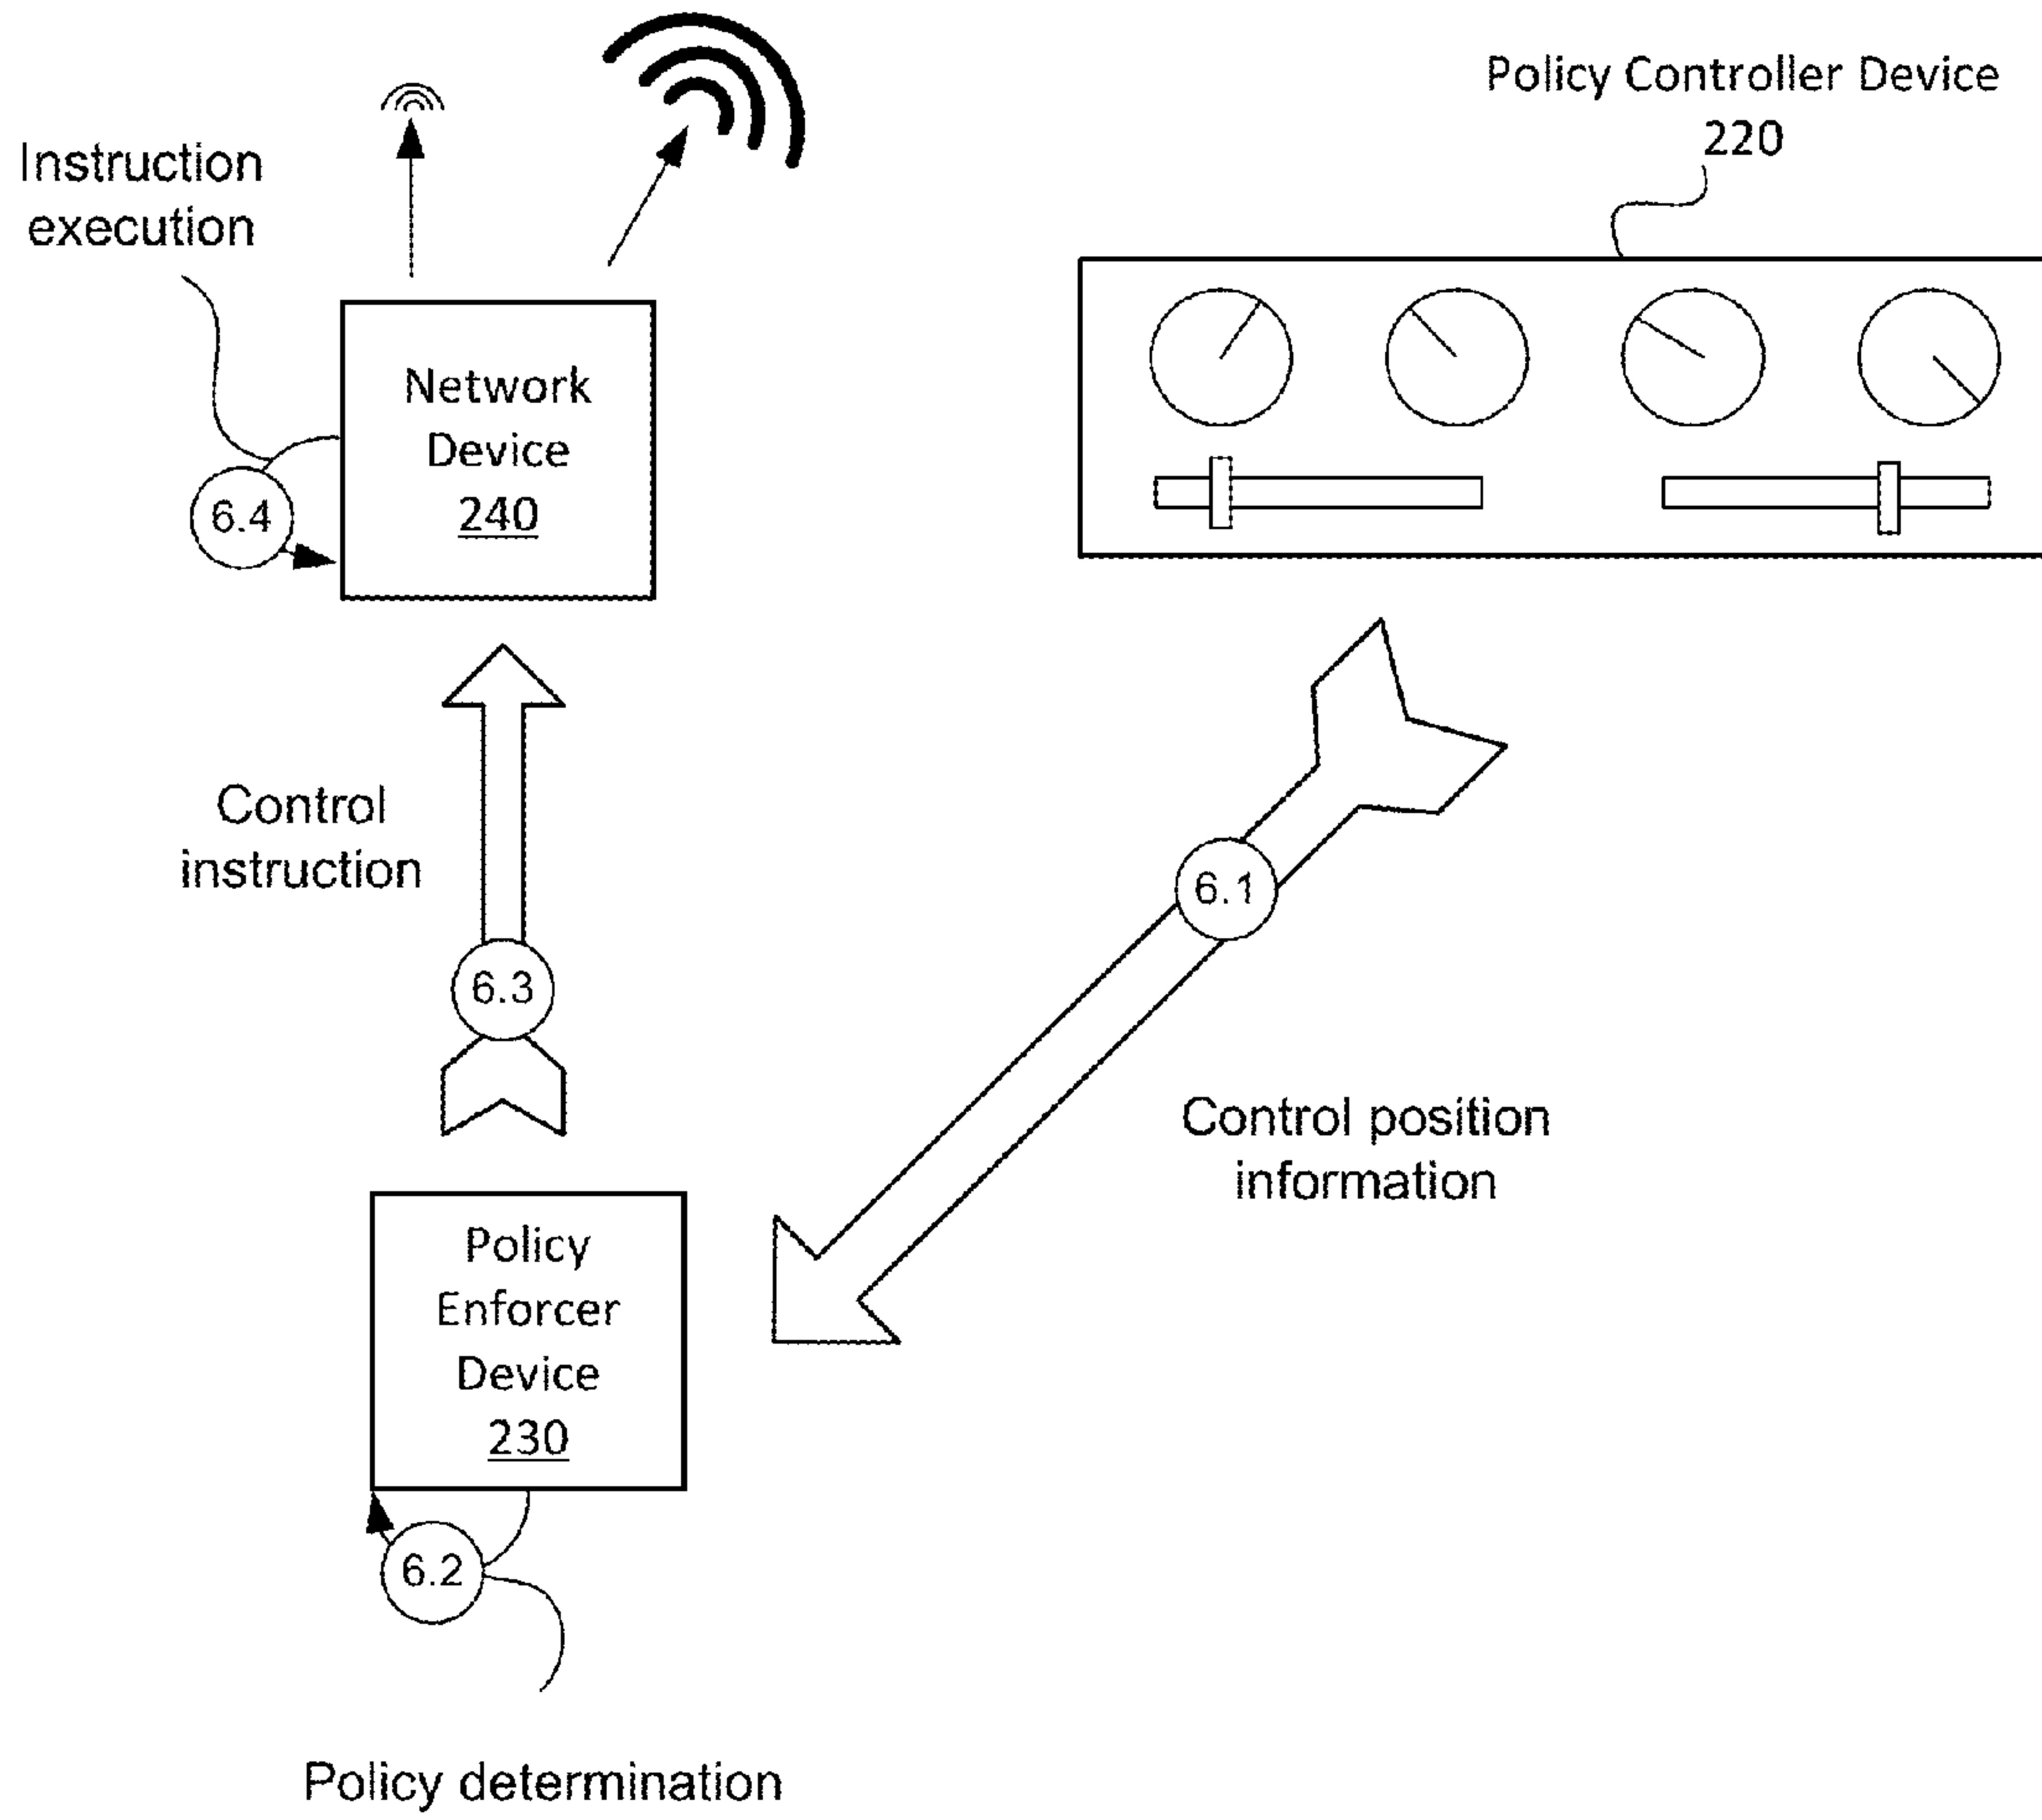 Policy Controller Device
220
Instruction
execution
Network
Device
240
6.4
Control
instruction
6.3
6.1
Control position
information
Policy
Enforcer
Device
230
6.2
Policy determination